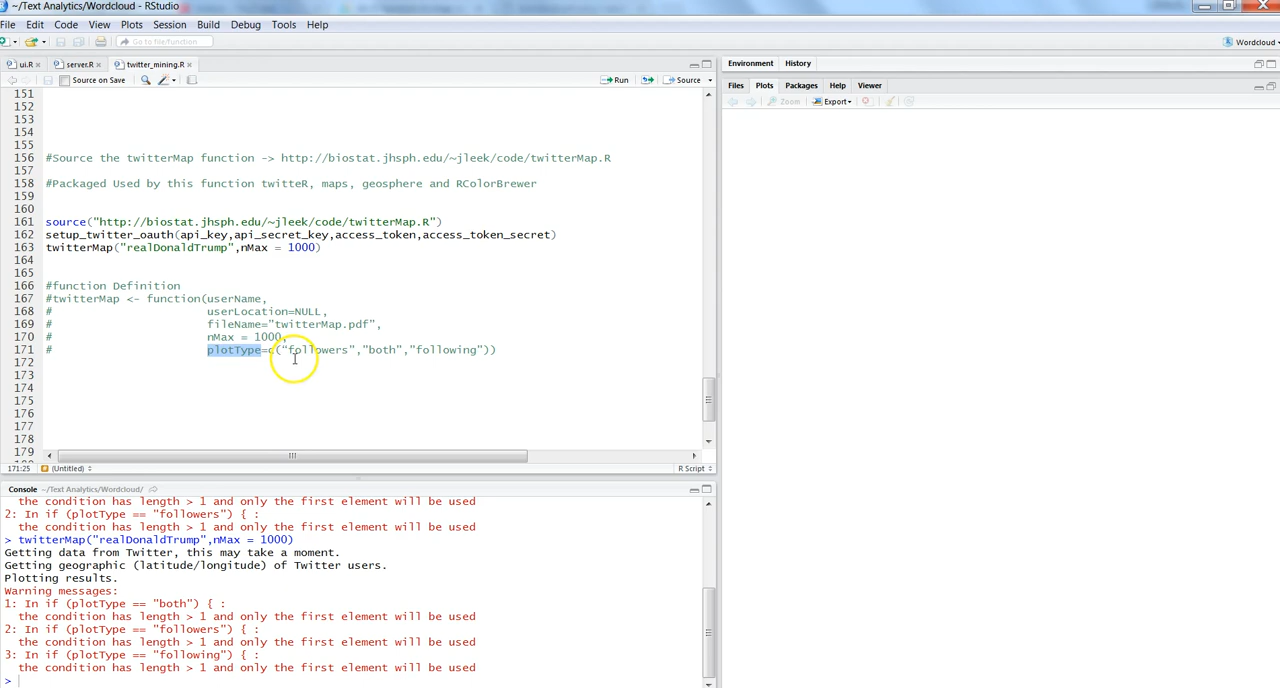 ~/Text Analytics/Wordcloud - RStudio
File Edit Code View Plots Session Build Debug Tools Help
Go to file/function
Wordcloud
ui.R × server.R × twitter_mining.R ×
Source on Save
Run
Source
151
152
153
154
155
156 #Source the twitterMap function -> http://biostat.jhsph.edu/~jleek/code/twitterMap.R
157
158 #Packaged Used by this function twitteR, maps, geosphere and RColorBrewer
159
160
161 source("http://biostat.jhsph.edu/~jleek/code/twitterMap.R")
162 setup_twitter_oauth(api_key,api_secret_key,access_token,access_token_secret)
163 twitterMap("realDonaldTrump",nMax = 1000)
164
165
166 #function Definition
167 #twitterMap <- function(userName,
168 # userLocation=NULL,
169 # fileName="twitterMap.pdf",
170 # nMax = 1000,
171 # plotType=c("followers","both","following"))
172
173
174
175
176
177
178
179
171:25 (Untitled) R Script
Console ~/Text Analytics/Wordcloud/
the condition has length > 1 and only the first element will be used
2: In if (plotType == "followers") { :
the condition has length > 1 and only the first element will be used
> twitterMap("realDonaldTrump",nMax = 1000)
Getting data from Twitter, this may take a moment.
Getting geographic (latitude/longitude) of Twitter users.
Plotting results.
Warning messages:
1: In if (plotType == "both") { :
the condition has length > 1 and only the first element will be used
2: In if (plotType == "followers") { :
the condition has length > 1 and only the first element will be used
3: In if (plotType == "following") { :
the condition has length > 1 and only the first element will be used
>
Environment History
Files Plots Packages Help Viewer
Zoom Export